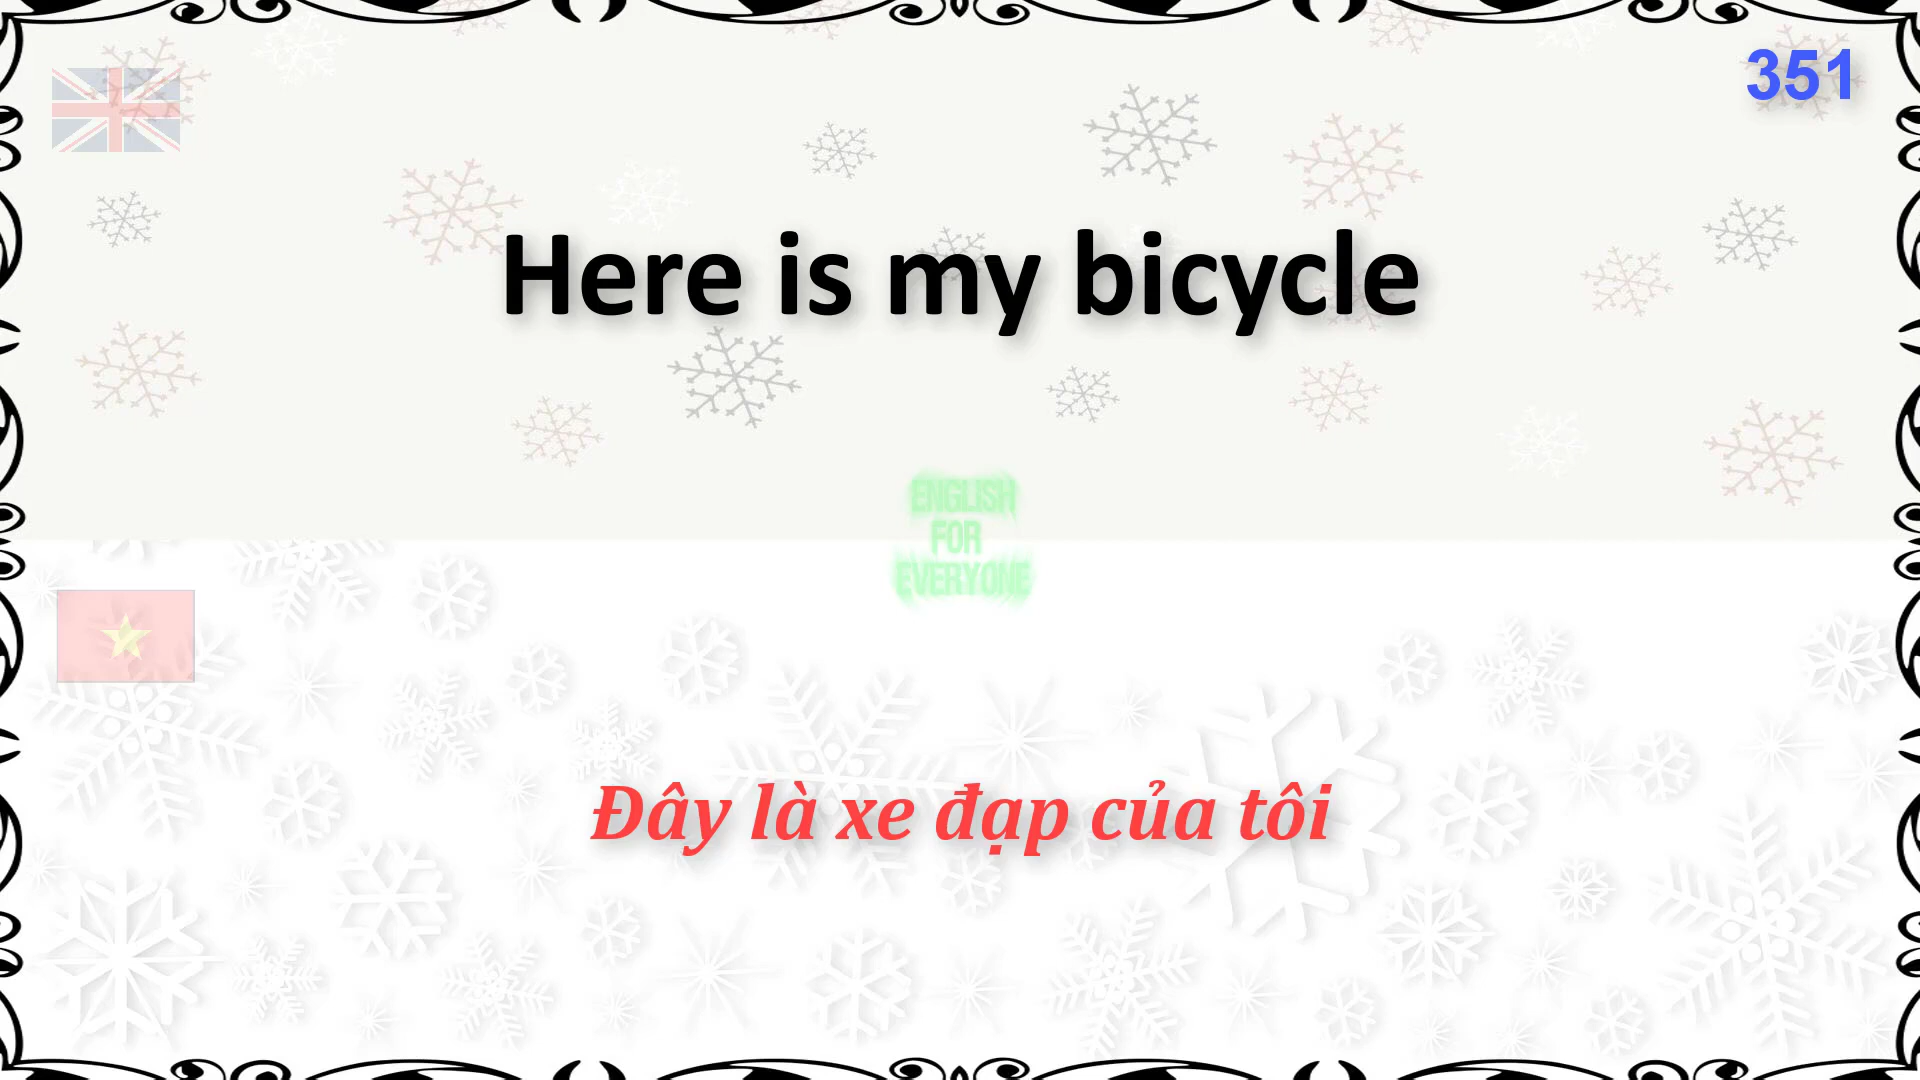 351
Here is my bicycle
ENGLISH
FOR
EVERYONE
Đây là xe đạp của tôi